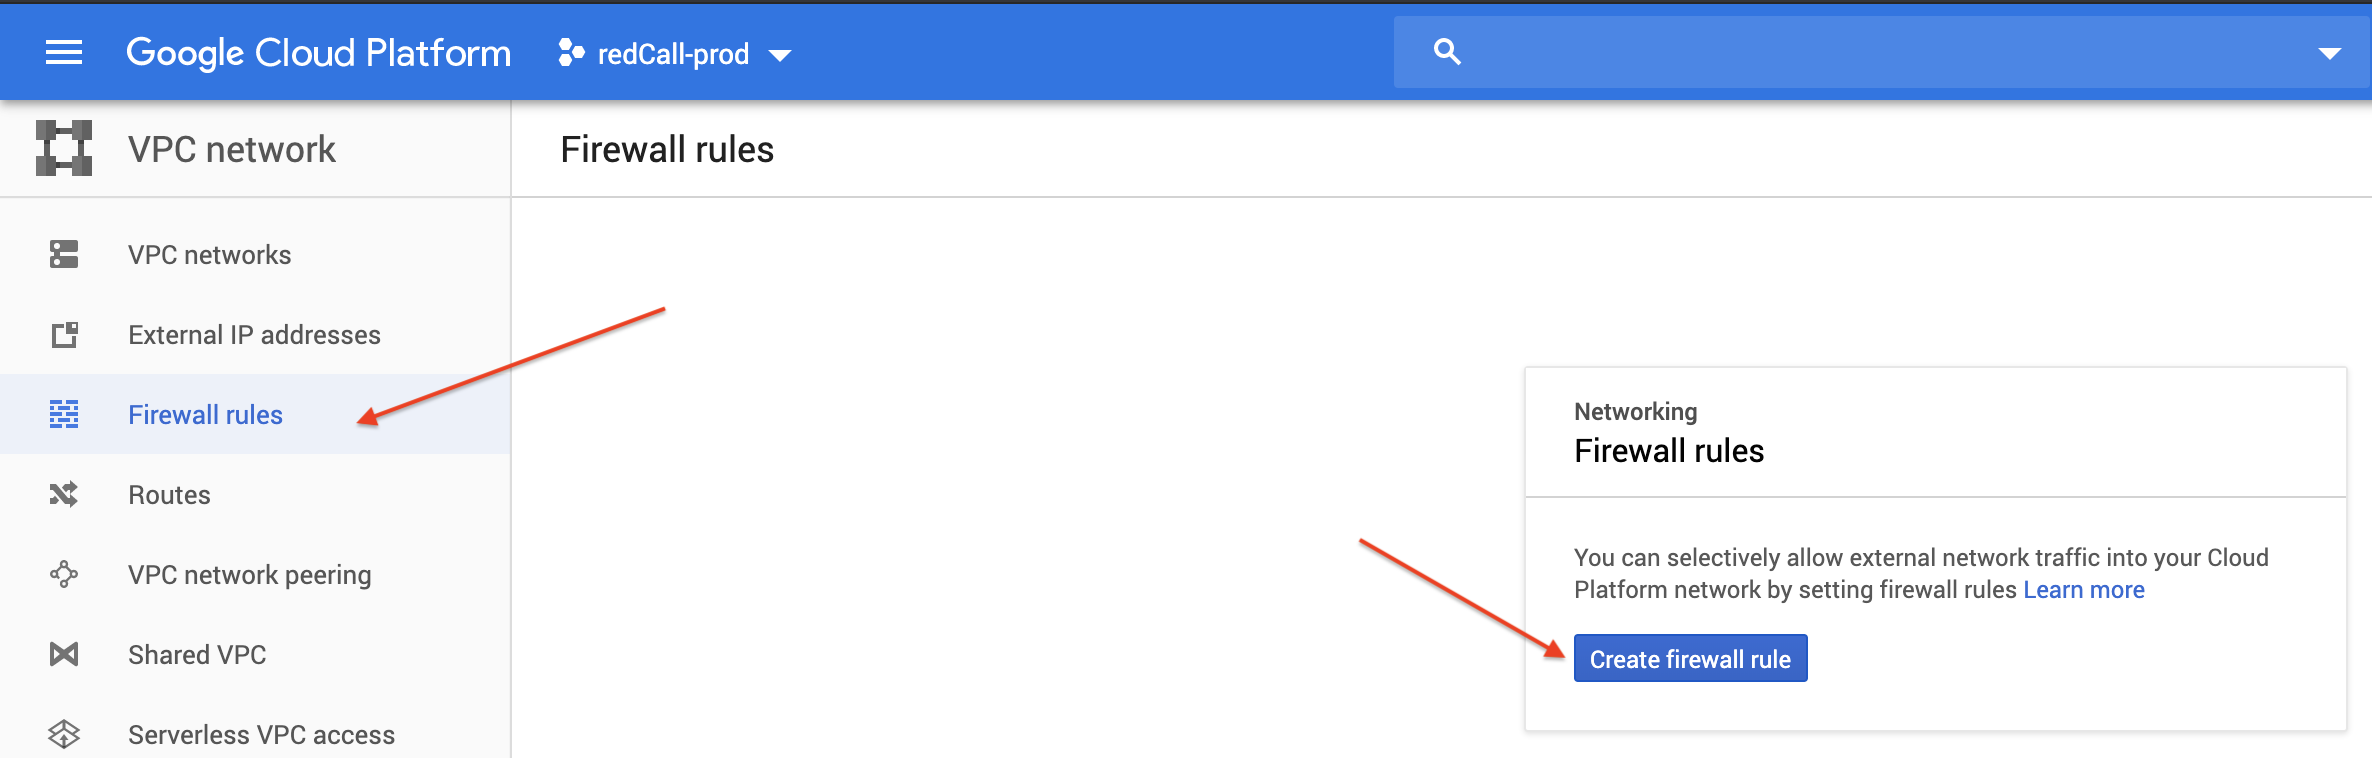 Google Cloud Platform
redCall-prod
VPC network
Firewall rules
VPC networks
External IP addresses
Firewall rules
Routes
VPC network peering
Shared VPC
Serverless VPC access
Networking
Firewall rules
You can selectively allow external network traffic into your Cloud
Platform network by setting firewall rules Learn more
Create firewall rule